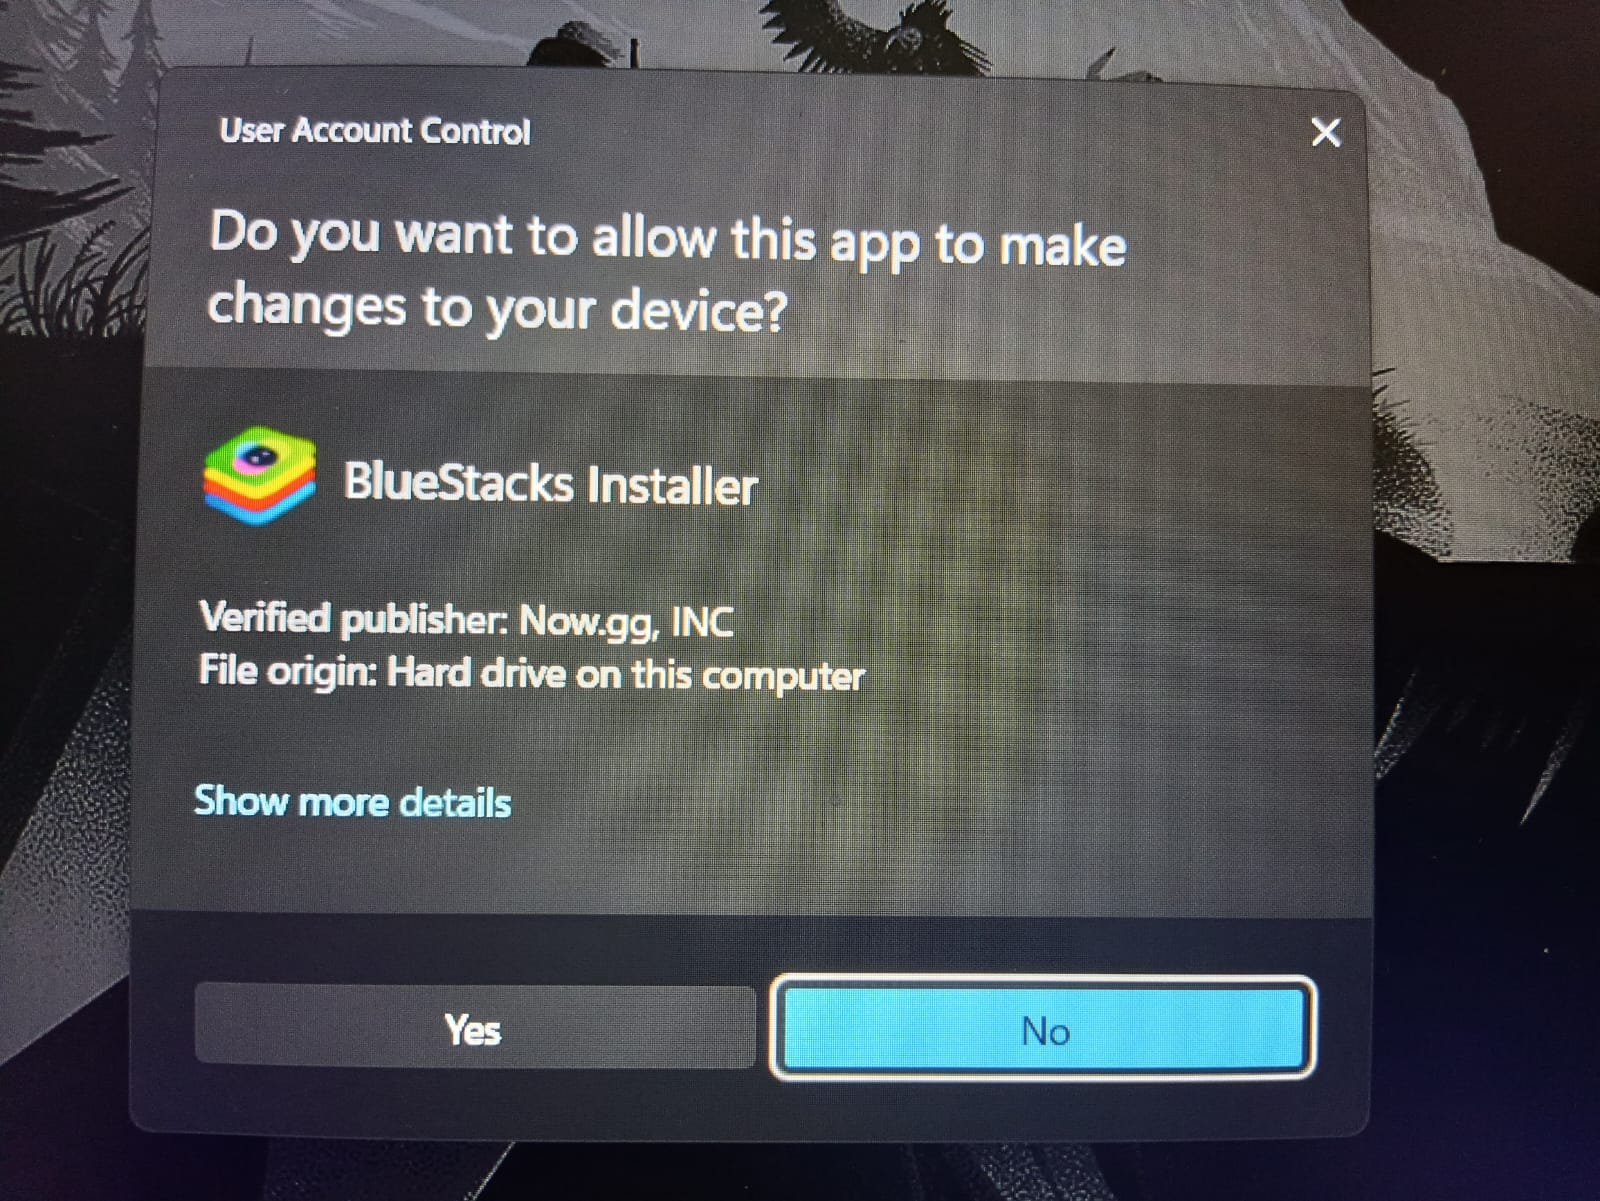 User Account Control
Do you want to allow this app to make
changes to your device?
BlueStacks Installer
Verified publisher: Now.gg, INC
File origin: Hard drive on this computer
Show more details
Yes
No